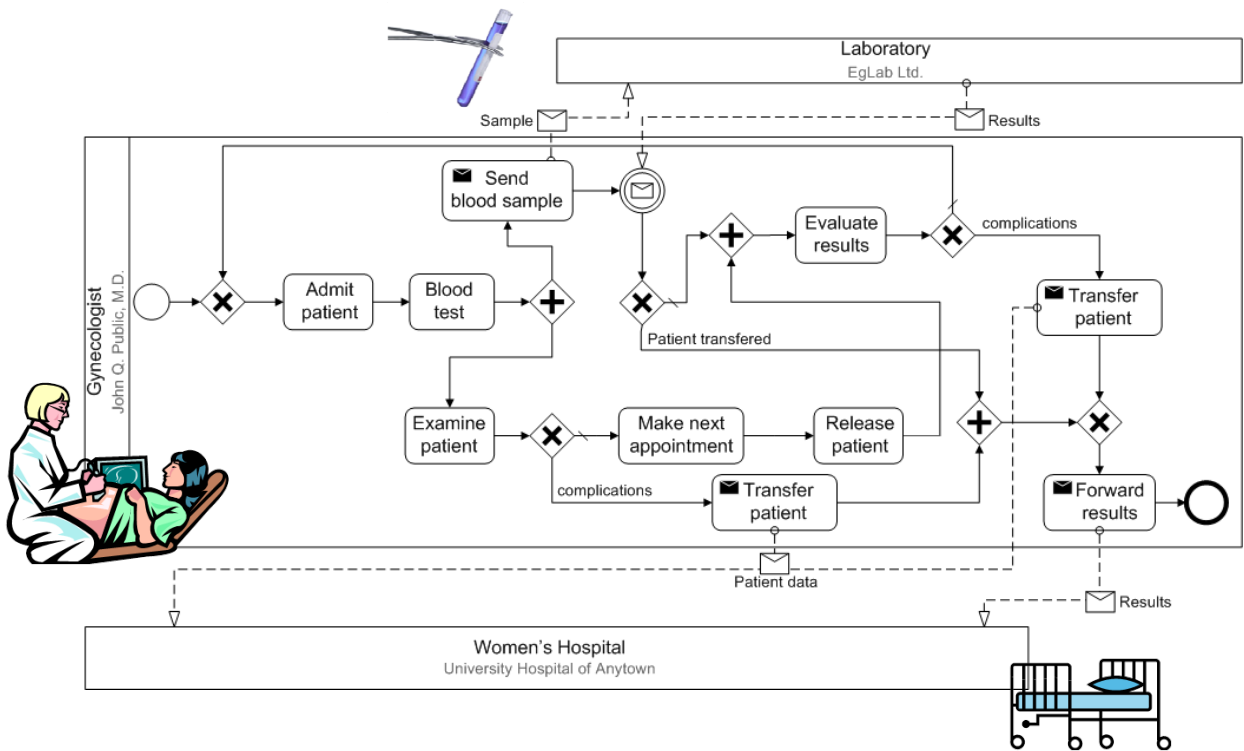 Laboratory
EgLab Ltd.
Sample
Results
Gynecologist
John Q. Public, M.D.
Send
blood sample
Evaluate
results
complications
Admit
patient
Blood
test
Transfer
patient
Patient transfered
Examine
patient
Make next
appointment
Release
patient
complications
Transfer
patient
Forward
results
Patient data
Results
Women's Hospital
University Hospital of Anytown